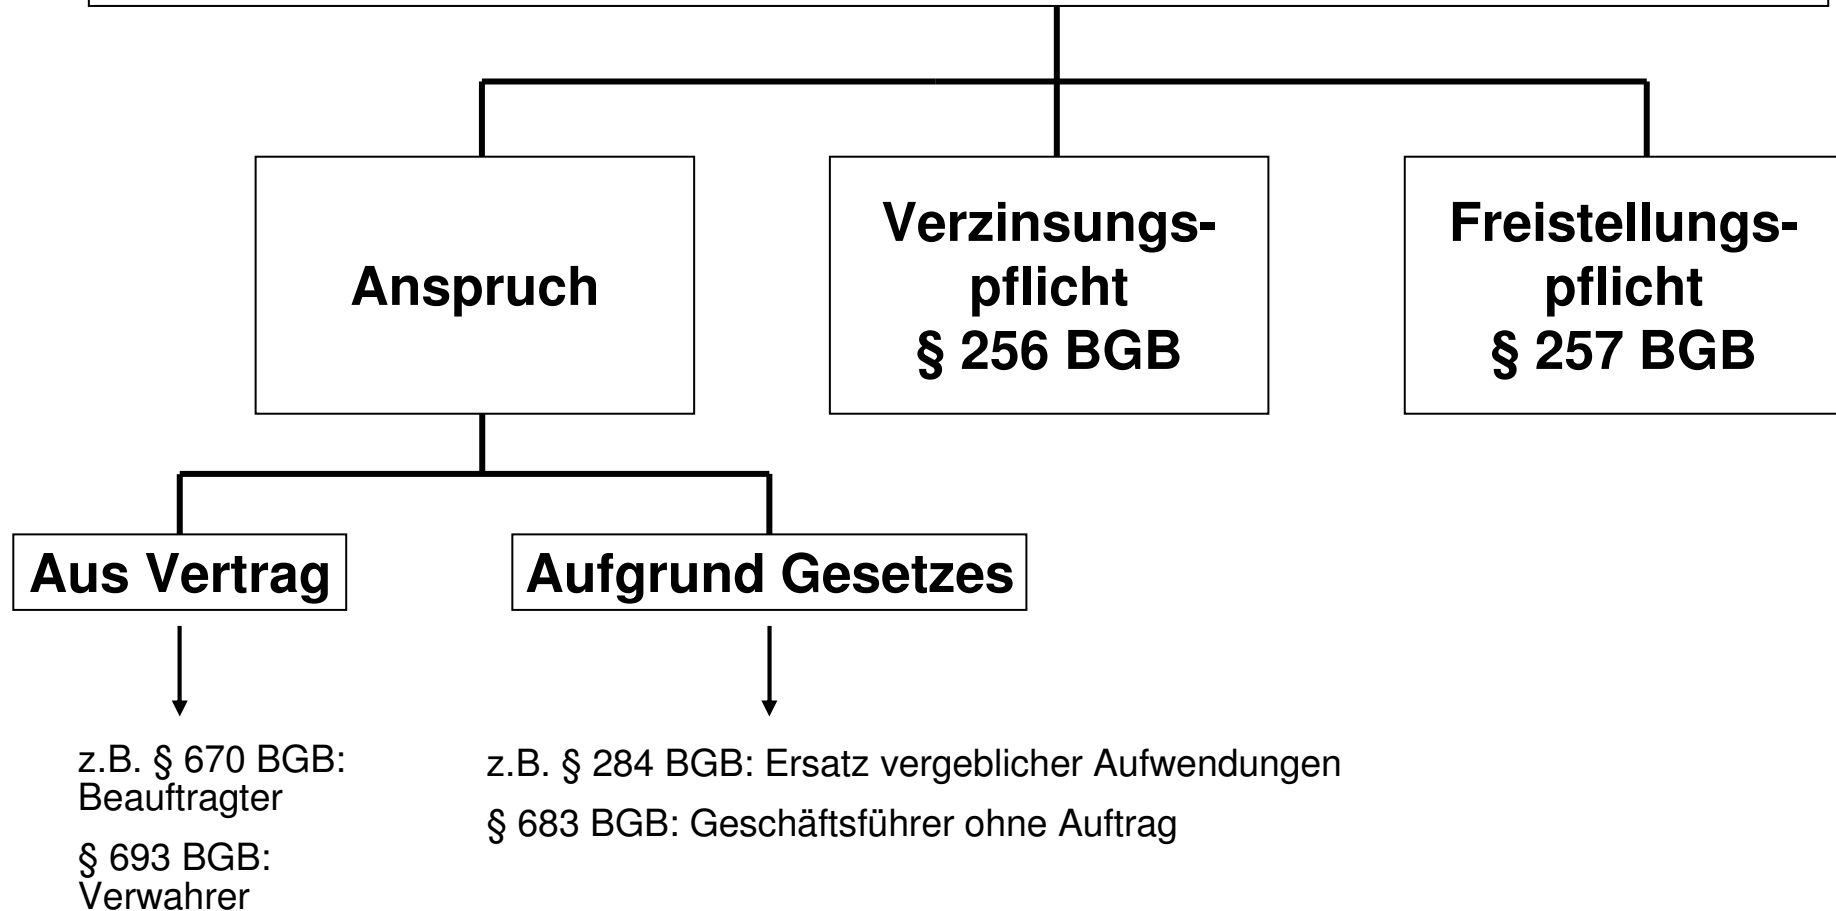 Anspruch
Verzinsungs-
pflicht
§ 256 BGB
Freistellungs-
pflicht
§ 257 BGB
Aus Vertrag
Aufgrund Gesetzes
z.B. § 670 BGB:
Beauftragter
§ 693 BGB:
Verwahrer
z.B. § 284 BGB: Ersatz vergeblicher Aufwendungen
§ 683 BGB: Geschäftsführer ohne Auftrag